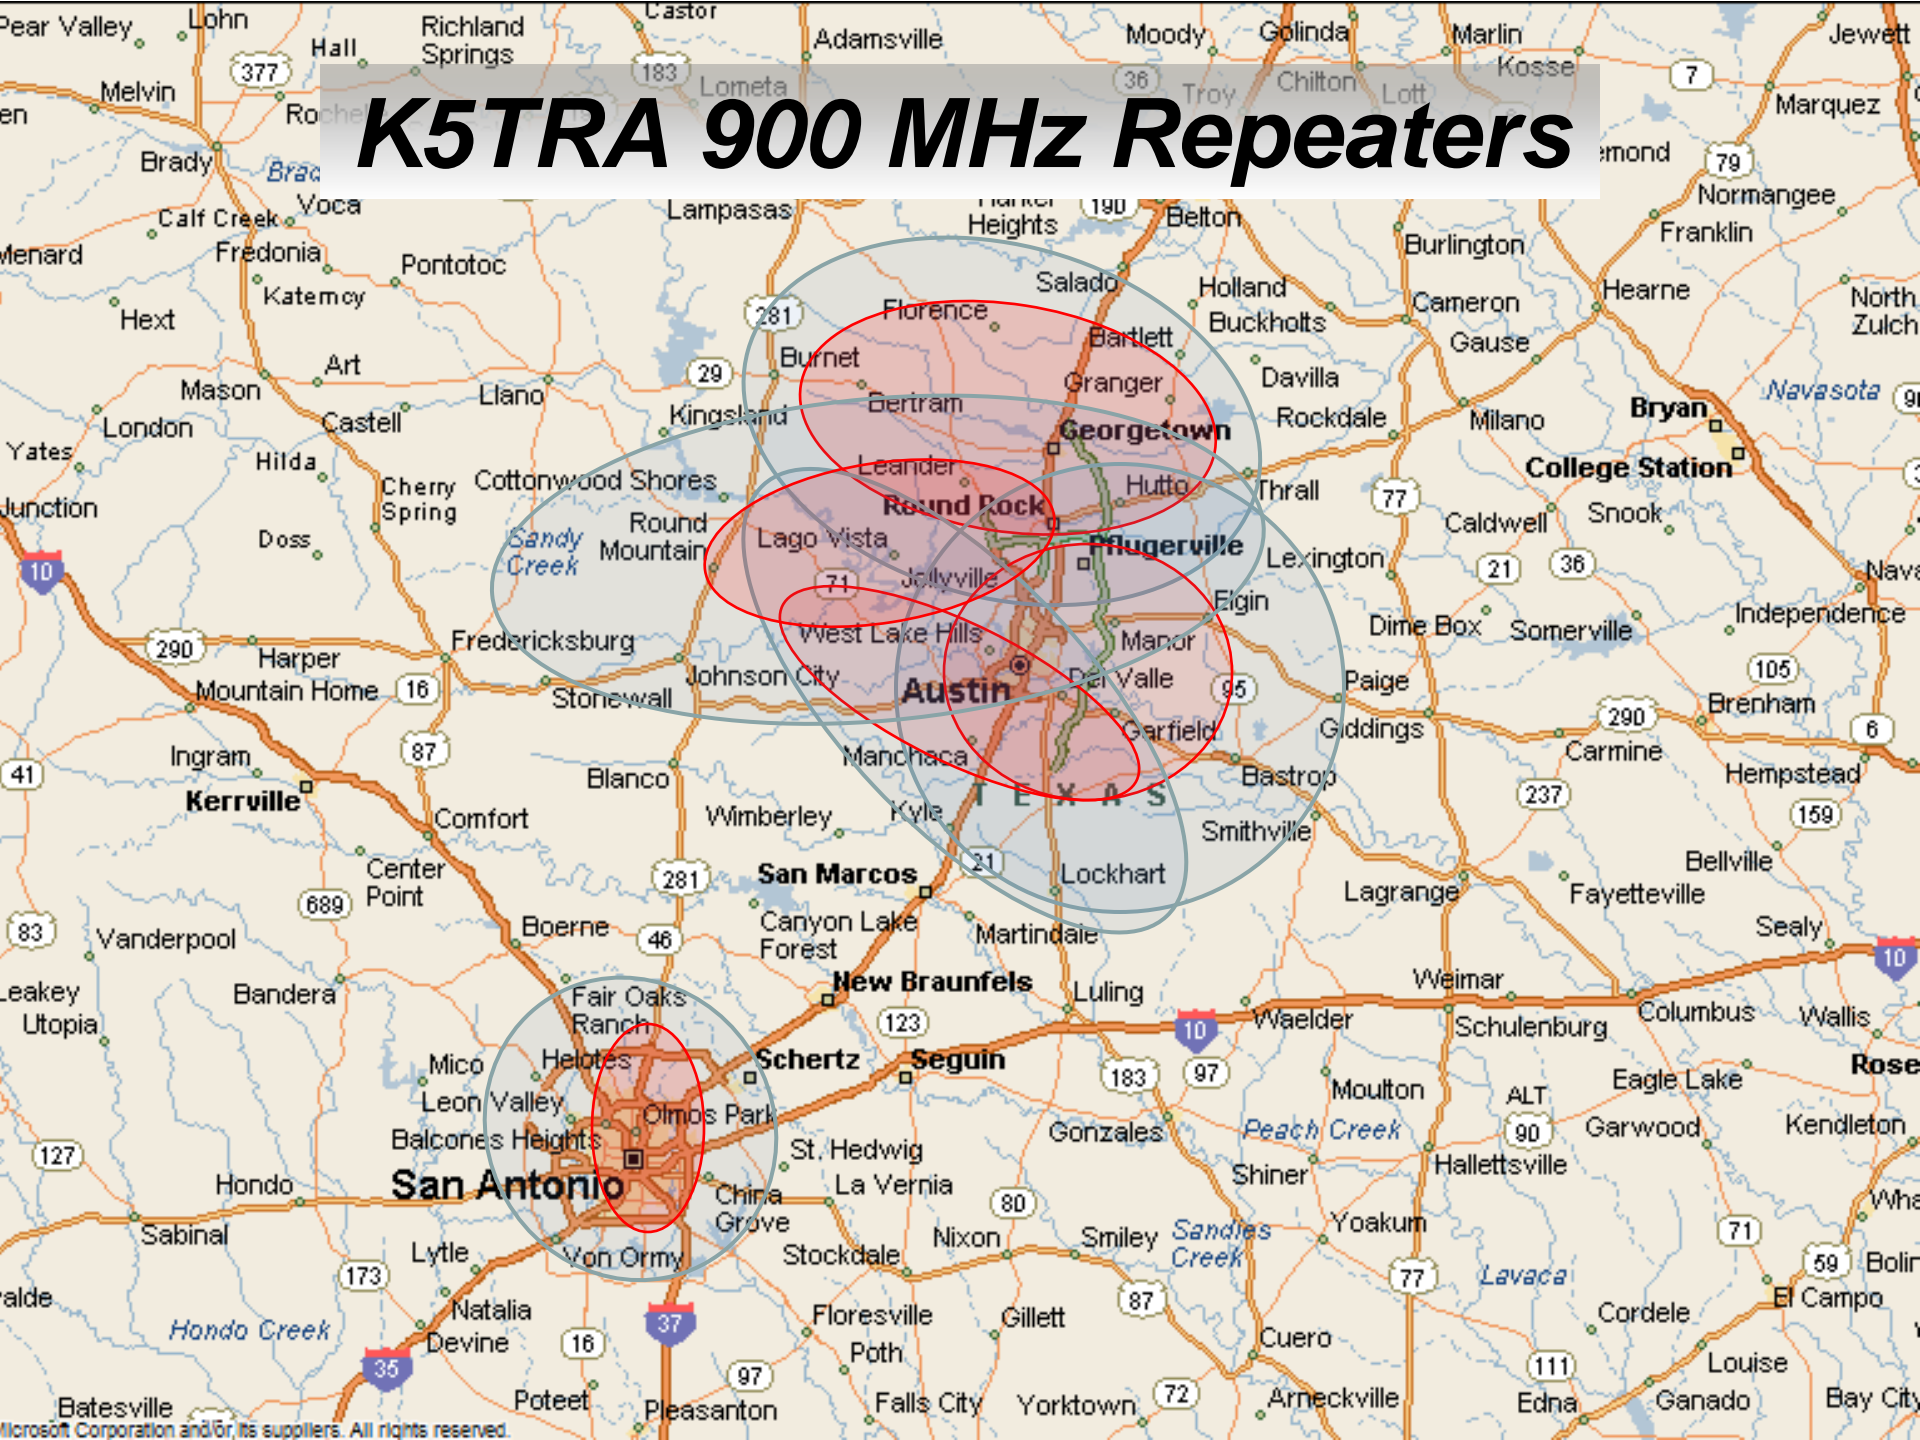 Pear Valley
Lohn
Richland
Springs
Castor
Hall
Adamsville
Moody
Golinda
Marlin
Jewett
377
183
Lometa
36
Troy
Chilton
Lott
Kosse
7
Melvin
Marquez
K5TRA 900 MHz Repeaters
Brady
79
Normangee
Calf Creek
Voca
Lampasas
Heights
190
Belton
Franklin
Fredonia
Pontotoc
Burlington
Katemcy
Salado
Holland
Cameron
Hearne
North
Zulch
Hext
281
Florence
Buckholts
Bartlett
Gause
Art
29
Burnet
Granger
Davilla
Mason
Llano
Bertram
Navasota
London
Castell
Kingsland
Georgetown
Rockdale
Milano
Bryan
Yates
Hilda
Cherry
Spring
Cottonwood Shores
Leander
Hutto
Thrall
College Station
Junction
Round
Mountain
Round Rock
77
Caldwell
Snook
Doss
Sandy
Creek
Lago Vista
Pflugerville
Lexington
10
71
Jollyville
21
36
Elgin
Independence
290
Harper
Fredericksburg
West Lake Hills
Manor
Dime Box
Somerville
Mountain Home
16
Stonewall
Johnson City
Austin
Del Valle
95
Paige
105
Garfield
Giddings
290
Brenham
6
Ingram
87
Blanco
Manchaca
Bastrop
Carmine
Hempstead
41
Kerrville
Comfort
Wimberley
Kyle
TEXAS
Smithville
237
159
Center
Point
281
San Marcos
21
Lockhart
Lagrange
Fayetteville
Bellville
689
83
Vanderpool
Boerne
46
Canyon Lake
Forest
Martindale
Sealy
10
Leakey
Utopia
Bandera
Fair Oaks
Ranch
New Braunfels
Luling
Weimar
Columbus
Wallis
123
10
Waelder
Schulenburg
Mico
Helotes
Schertz
Seguin
183
97
Moulton
ALT
90
Eagle Lake
Leon Valley
Olmos Park
Balcones Heights
St. Hedwig
Gonzales
Peach Creek
Garwood
Kendleton
127
Hondo
San Antonio
La Vernia
Shiner
Hallettsville
China
Grove
80
Sabinal
Lytle
Von Ormy
Stockdale
Nixon
Smiley
Sandies
Creek
Yoakum
71
59
173
77
Lavaca
Natalia
37
87
El Campo
Hondo Creek
Devine
16
Floresville
Gillett
Cordele
Cuero
35
97
Poth
111
Louise
Batesville
Poteet
Pleasanton
Falls City
Yorktown
72
Arneckville
Edna
Ganado
Bay City
Microsoft Corporation and/or its suppliers. All rights reserved.